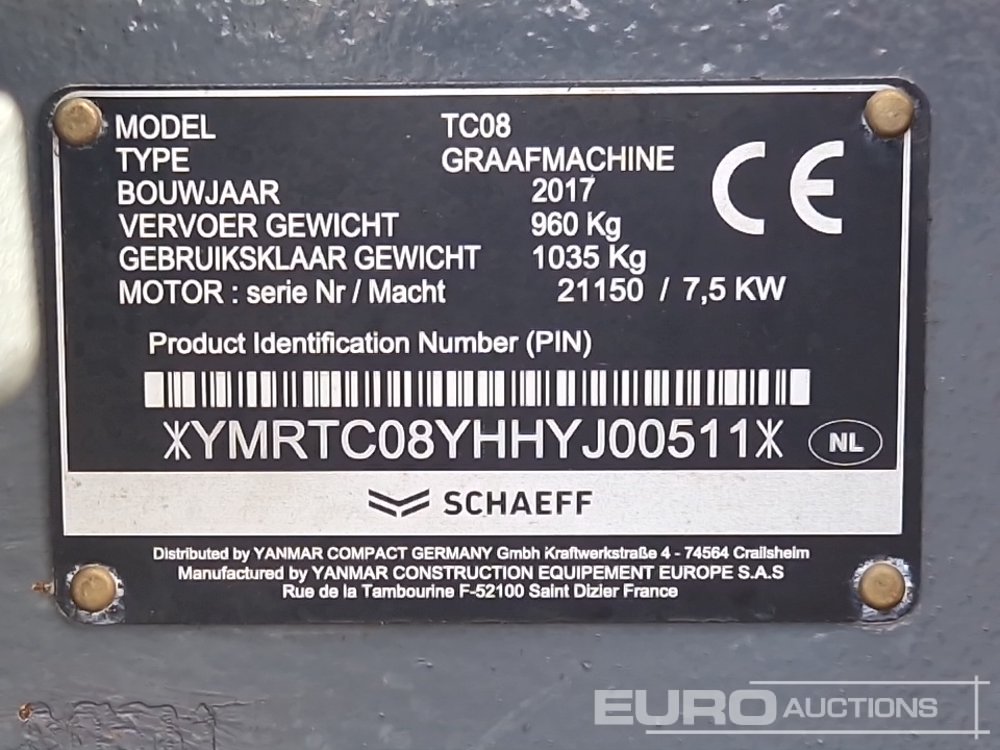 MODEL TC08
TYPE GRAAFMACHINE
BOUWJAAR 2017
VERVOER GEWICHT 960 Kg
GEBRUIKSKLAAR GEWICHT 1035 Kg
MOTOR : serie Nr / Macht 21150 / 7,5 KW
CE
Product Identification Number (PIN)
*YMRTC08YHHYJ00511*
NL
SCHAEFF
Distributed by YANMAR COMPACT GERMANY Gmbh Kraftwerkstraße 4 - 74564 Crailsheim
Manufactured by YANMAR CONSTRUCTION EQUIPEMENT EUROPE S.A.S
Rue de la Tambourine F-52100 Saint Dizler France
EURO AUCTIONS